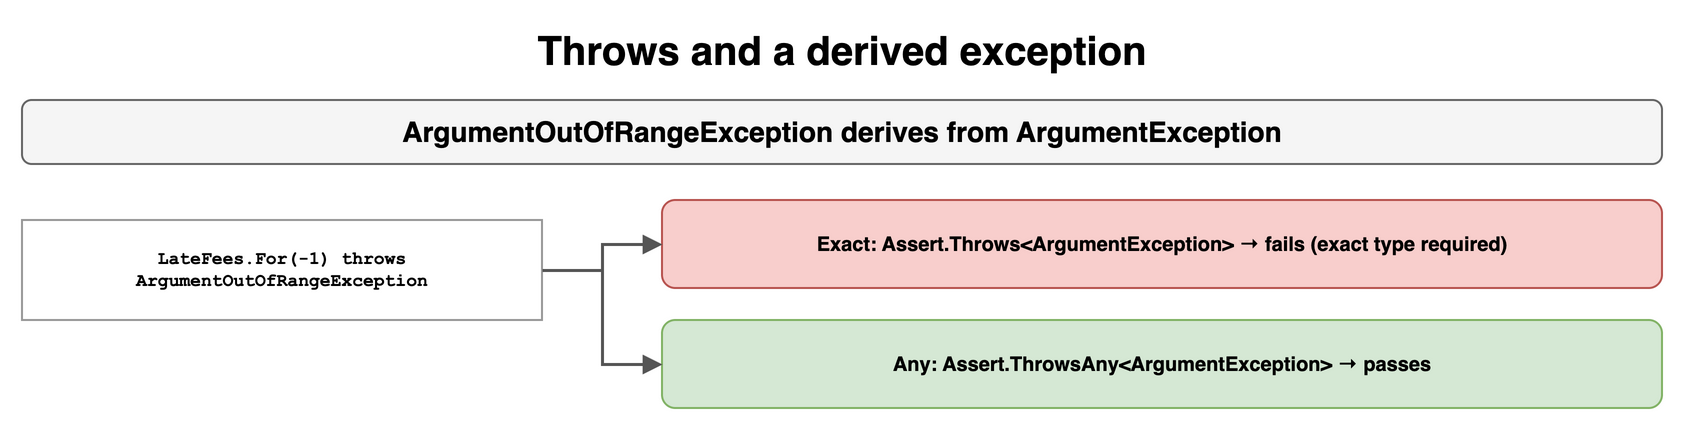 Throws and a derived exception
ArgumentOutOfRangeException derives from ArgumentException
LateFees.For(-1) throws
ArgumentOutOfRangeException
Exact: Assert.Throws<ArgumentException> → fails (exact type required)
Any: Assert.ThrowsAny<ArgumentException> → passes